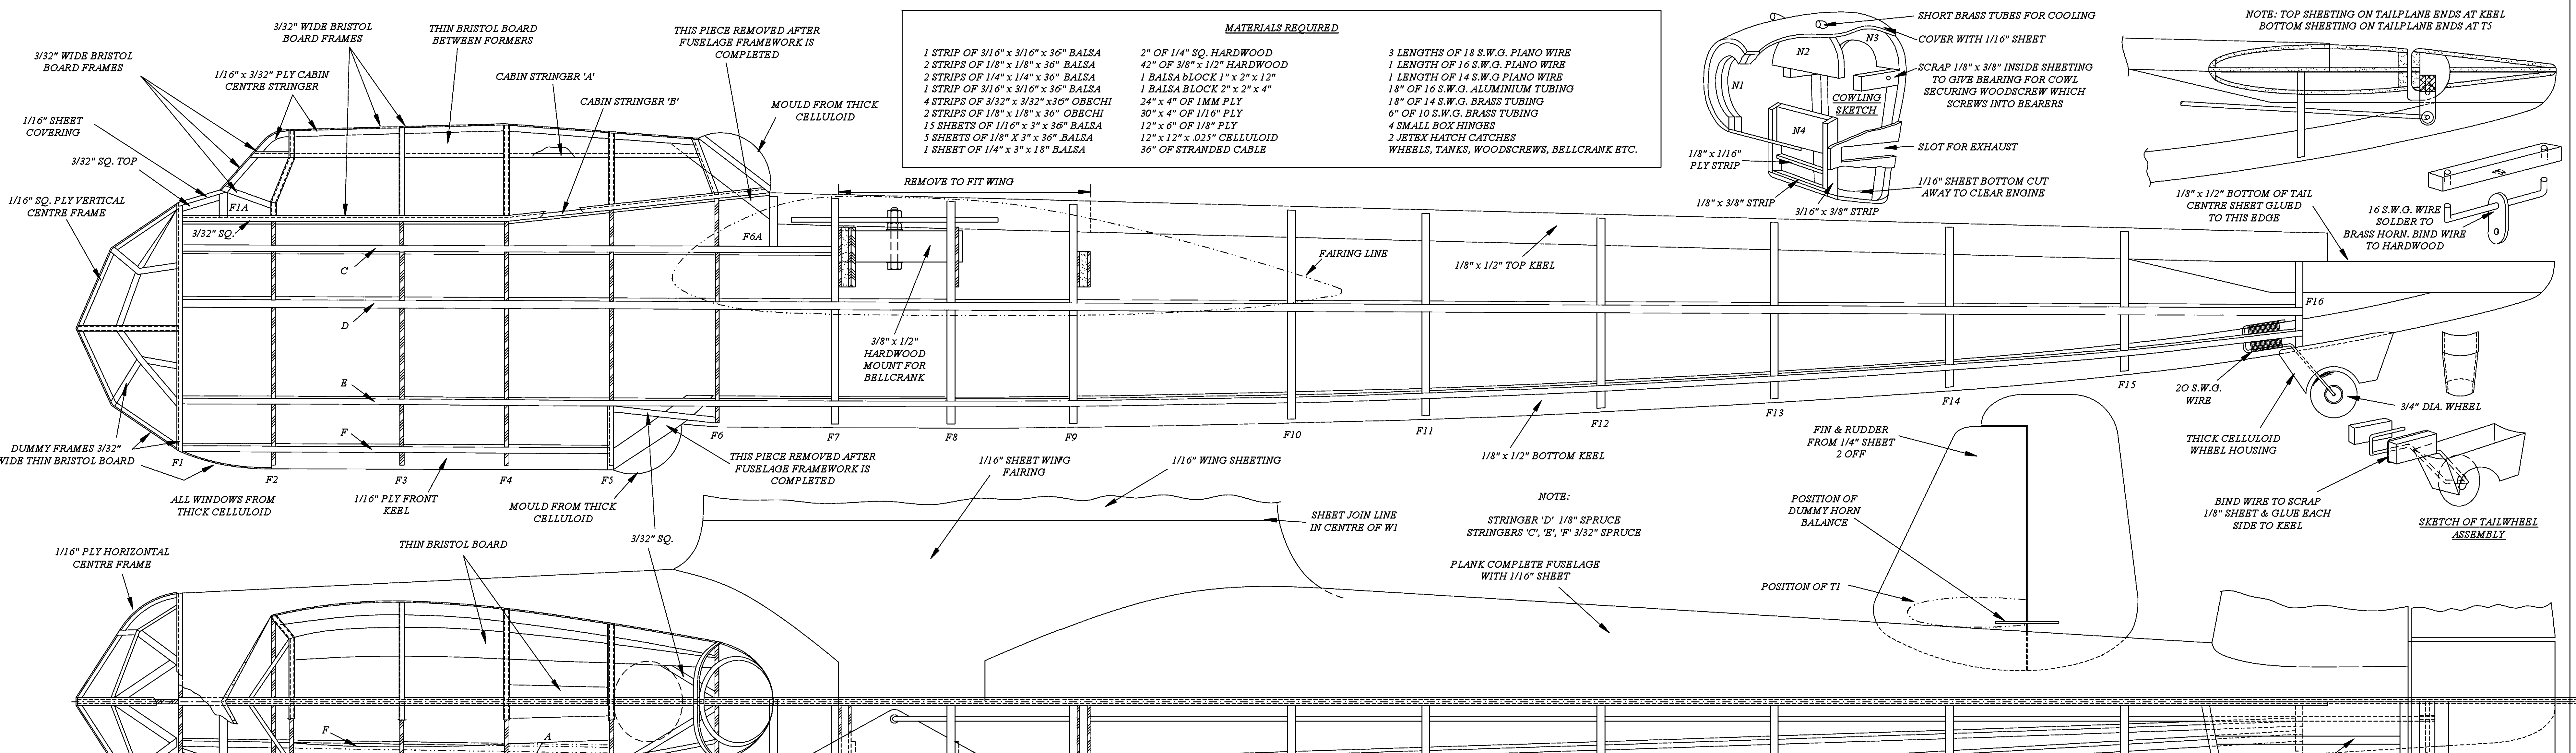 3/32" WIDE BRISTOL
BOARD FRAMES
3/32" WIDE BRISTOL
BOARD FRAMES
THIN BRISTOL BOARD
BETWEEN FORMERS
THIS PIECE REMOVED AFTER
FUSELAGE FRAMEWORK IS
COMPLETED
1/16" x 3/32" PLY CABIN
CENTRE STRINGER
CABIN STRINGER 'A'
CABIN STRINGER 'B'
MOULD FROM THICK
CELLULOID
1/16" SHEET
COVERING
3/32" SQ. TOP
1/16" SQ. PLY VERTICAL
CENTRE FRAME
F1A
3/32" SQ.
C
D
E
F
F6A
REMOVE TO FIT WING
MATERIALS REQUIRED
1 STRIP OF 3/16" x 3/16" x 36" BALSA
2 STRIPS OF 1/8" x 1/8" x 36" BALSA
2 STRIPS OF 1/4" x 1/4" x 36" BALSA
1 STRIP OF 3/16" x 3/16" x 36" BALSA
4 STRIPS OF 3/32" x 3/32" x36" OBECHI
2 STRIPS OF 1/8" x 1/8" x 36" OBECHI
15 SHEETS OF 1/16" x 3" x 36" BALSA
5 SHEETS OF 1/8" X 3" x 36" BALSA
1 SHEET OF 1/4" x 3" x 18" BALSA
2" OF 1/4" SQ. HARDWOOD
42" OF 3/8" x 1/2" HARDWOOD
1 BALSA bLOCK 1" x 2" x 12"
1 BALSA BLOCK 2" x 2" x 4"
24" x 4" OF 1MM PLY
30" x 4" OF 1/16" PLY
12" x 6" OF 1/8" PLY
12" x 12" x .025" CELLULOID
36" OF STRANDED CABLE
3 LENGTHS OF 18 S.W.G. PIANO WIRE
1 LENGTH OF 16 S.W.G. PIANO WIRE
1 LENGTH OF 14 S.W.G PIANO WIRE
18" OF 16 S.W.G. ALUMINIUM TUBING
18" OF 14 S.W.G. BRASS TUBING
6" OF 10 S.W.G. BRASS TUBING
4 SMALL BOX HINGES
2 JETEX HATCH CATCHES
WHEELS, TANKS, WOODSCREWS, BELLCRANK ETC.
N1
N2
N3
N4
COWLING
SKETCH
SHORT BRASS TUBES FOR COOLING
COVER WITH 1/16" SHEET
SCRAP 1/8" x 3/8" INSIDE SHEETING
TO GIVE BEARING FOR COWL
SECURING WOODSCREW WHICH
SCREWS INTO BEARERS
SLOT FOR EXHAUST
1/16" SHEET BOTTOM CUT
AWAY TO CLEAR ENGINE
1/8" x 1/16"
PLY STRIP
1/8" x 3/8" STRIP
3/16" x 3/8" STRIP
NOTE: TOP SHEETING ON TAILPLANE ENDS AT KEEL
BOTTOM SHEETING ON TAILPLANE ENDS AT T5
1/8" x 1/2" BOTTOM OF TAIL
CENTRE SHEET GLUED
TO THIS EDGE
16 S.W.G. WIRE
SOLDER TO
BRASS HORN. BIND WIRE
TO HARDWOOD
FAIRING LINE
1/8" x 1/2" TOP KEEL
3/8" x 1/2"
HARDWOOD
MOUNT FOR
BELLCRANK
F16
F15
F14
F13
F12
F11
F10
F9
F8
F7
F6
F5
F4
F3
F2
F1
1/8" x 1/2" BOTTOM KEEL
20 S.W.G.
WIRE
3/4" DIA. WHEEL
THICK CELLULOID
WHEEL HOUSING
BIND WIRE TO SCRAP
1/8" SHEET & GLUE EACH
SIDE TO KEEL
SKETCH OF TAILWHEEL
ASSEMBLY
DUMMY FRAMES 3/32"
WIDE THIN BRISTOL BOARD
ALL WINDOWS FROM
THICK CELLULOID
1/16" PLY FRONT
KEEL
MOULD FROM THICK
CELLULOID
THIS PIECE REMOVED AFTER
FUSELAGE FRAMEWORK IS
COMPLETED
3/32" SQ.
1/16" SHEET WING
FAIRING
1/16" WING SHEETING
SHEET JOIN LINE
IN CENTRE OF W1
NOTE:
STRINGER 'D' 1/8" SPRUCE
STRINGERS 'C', 'E', 'F' 3/32" SPRUCE
PLANK COMPLETE FUSELAGE
WITH 1/16" SHEET
FIN & RUDDER
FROM 1/4" SHEET
2 OFF
POSITION OF
DUMMY HORN
BALANCE
POSITION OF T1
1/16" PLY HORIZONTAL
CENTRE FRAME
THIN BRISTOL BOARD
F
A